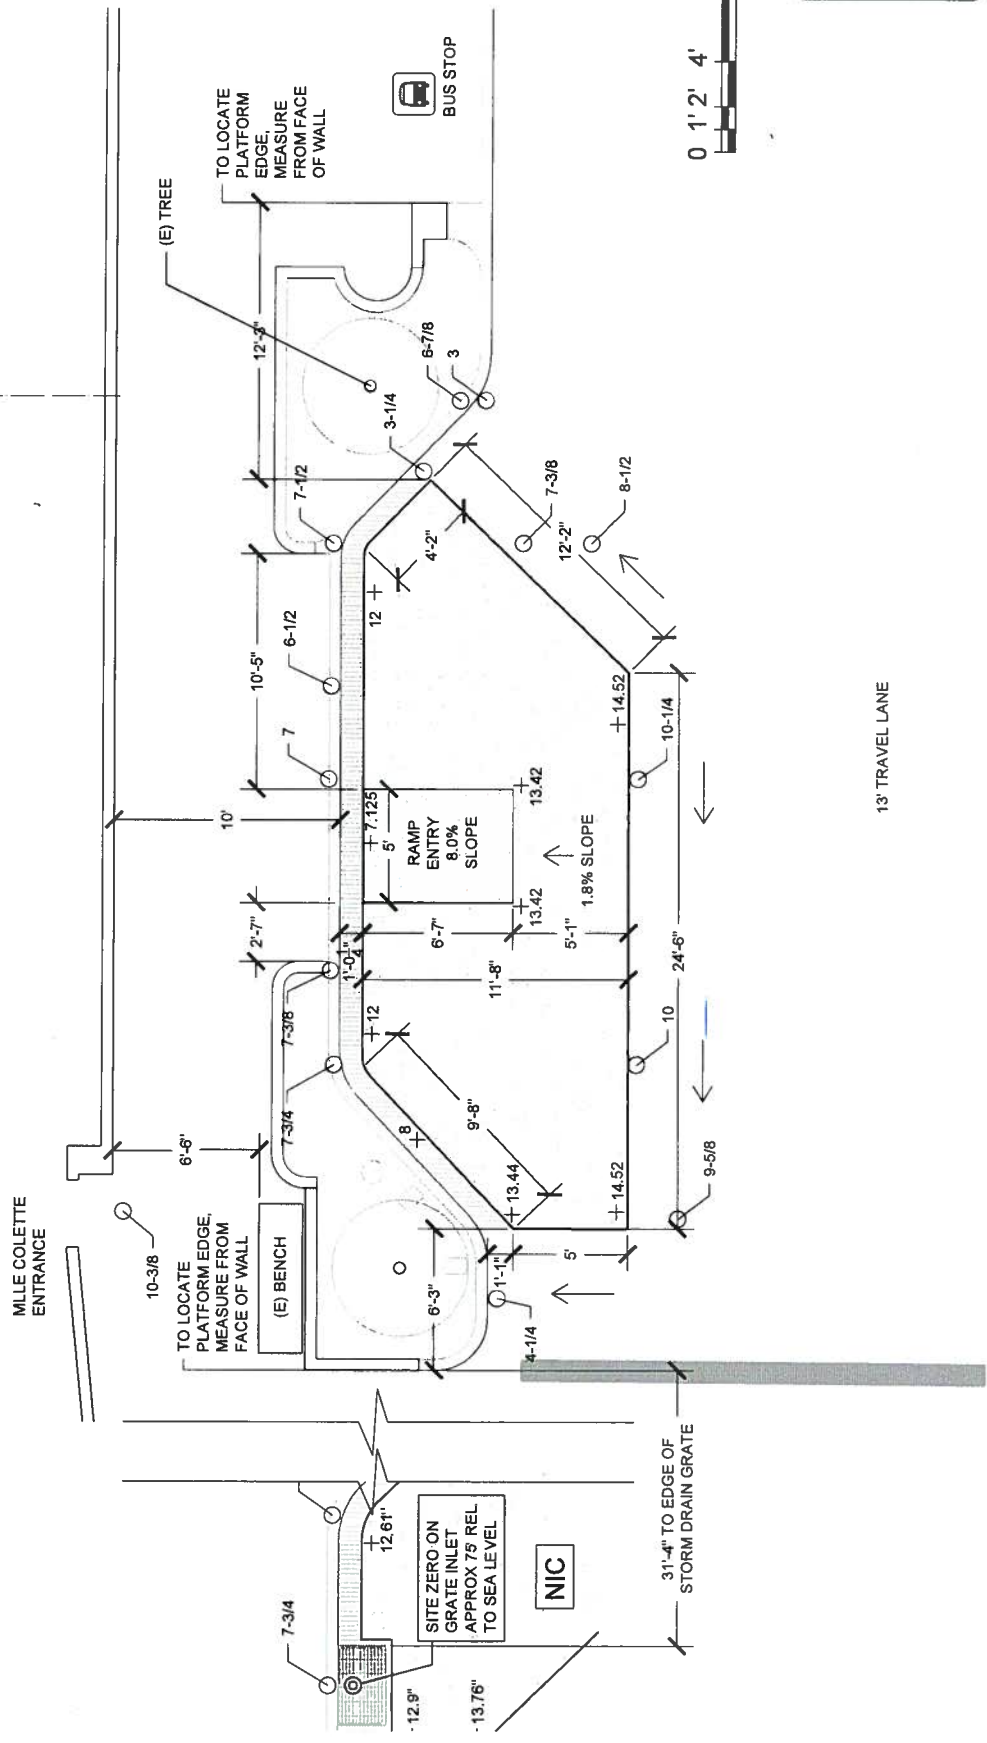 MLLE COLETTE
ENTRANCE
10-3/8
TO LOCATE
PLATFORM EDGE,
MEASURE FROM
FACE OF WALL
(E) BENCH
6'-6"
10'
(E) TREE
TO LOCATE
PLATFORM
EDGE,
MEASURE
FROM FACE
OF WALL
BUS STOP
0 1' 2' 4'
12'-3"
10'-5"
2'-7"
7-3/4
7-3/8
7
6-1/2
7-1/2
3-1/4
6-7/8
3
1'-0 1/4"
7.125
5'
RAMP
ENTRY
8.0%
SLOPE
12
12
8
4'-2"
9'-8"
6'-7"
5'-1"
11'-8"
13.42
13.42
13.44
1.8% SLOPE
14.52
14.52
7-3/8
8-1/2
12'-2"
6'-3"
1'-1"
5'
4-1/4
10
10-1/4
9-5/8
24'-6"
13' TRAVEL LANE
7-3/4
12.61"
SITE ZERO ON
GRATE INLET
APPROX 75' REL
TO SEA LEVEL
NIC
12.9"
13.76"
31'-4" TO EDGE OF
STORM DRAIN GRATE